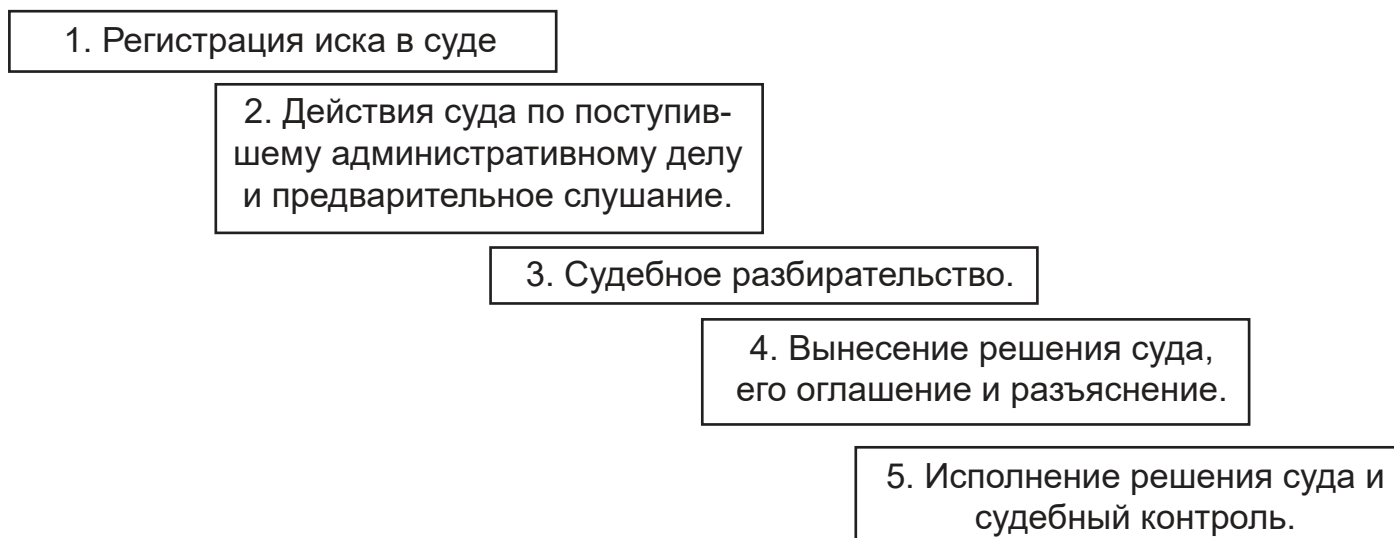 1. Регистрация иска в суде
2. Действия суда по поступив-
шему административному делу
и предварительное слушание.
3. Судебное разбирательство.
4. Вынесение решения суда,
его оглашение и разъяснение.
5. Исполнение решения суда и
судебный контроль.